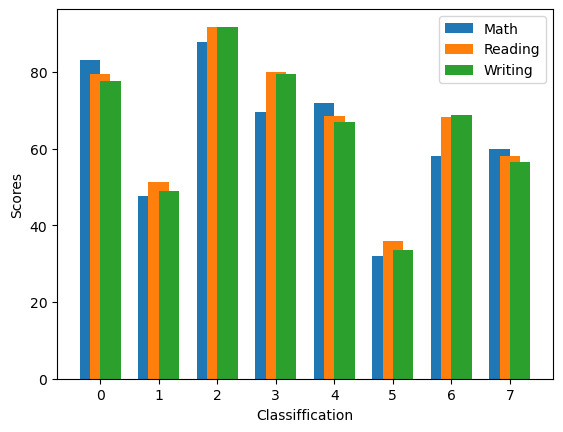 Math
Reading
Writing
80
60
40
20
0
Scores
0 1 2 3 4 5 6 7
Classiffication